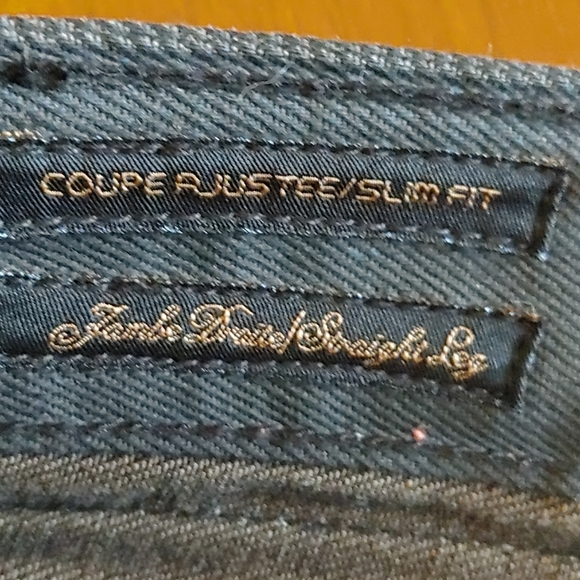 COUPE AJUSTEE/SLIM FIT
Jambe Droite/Straight Leg